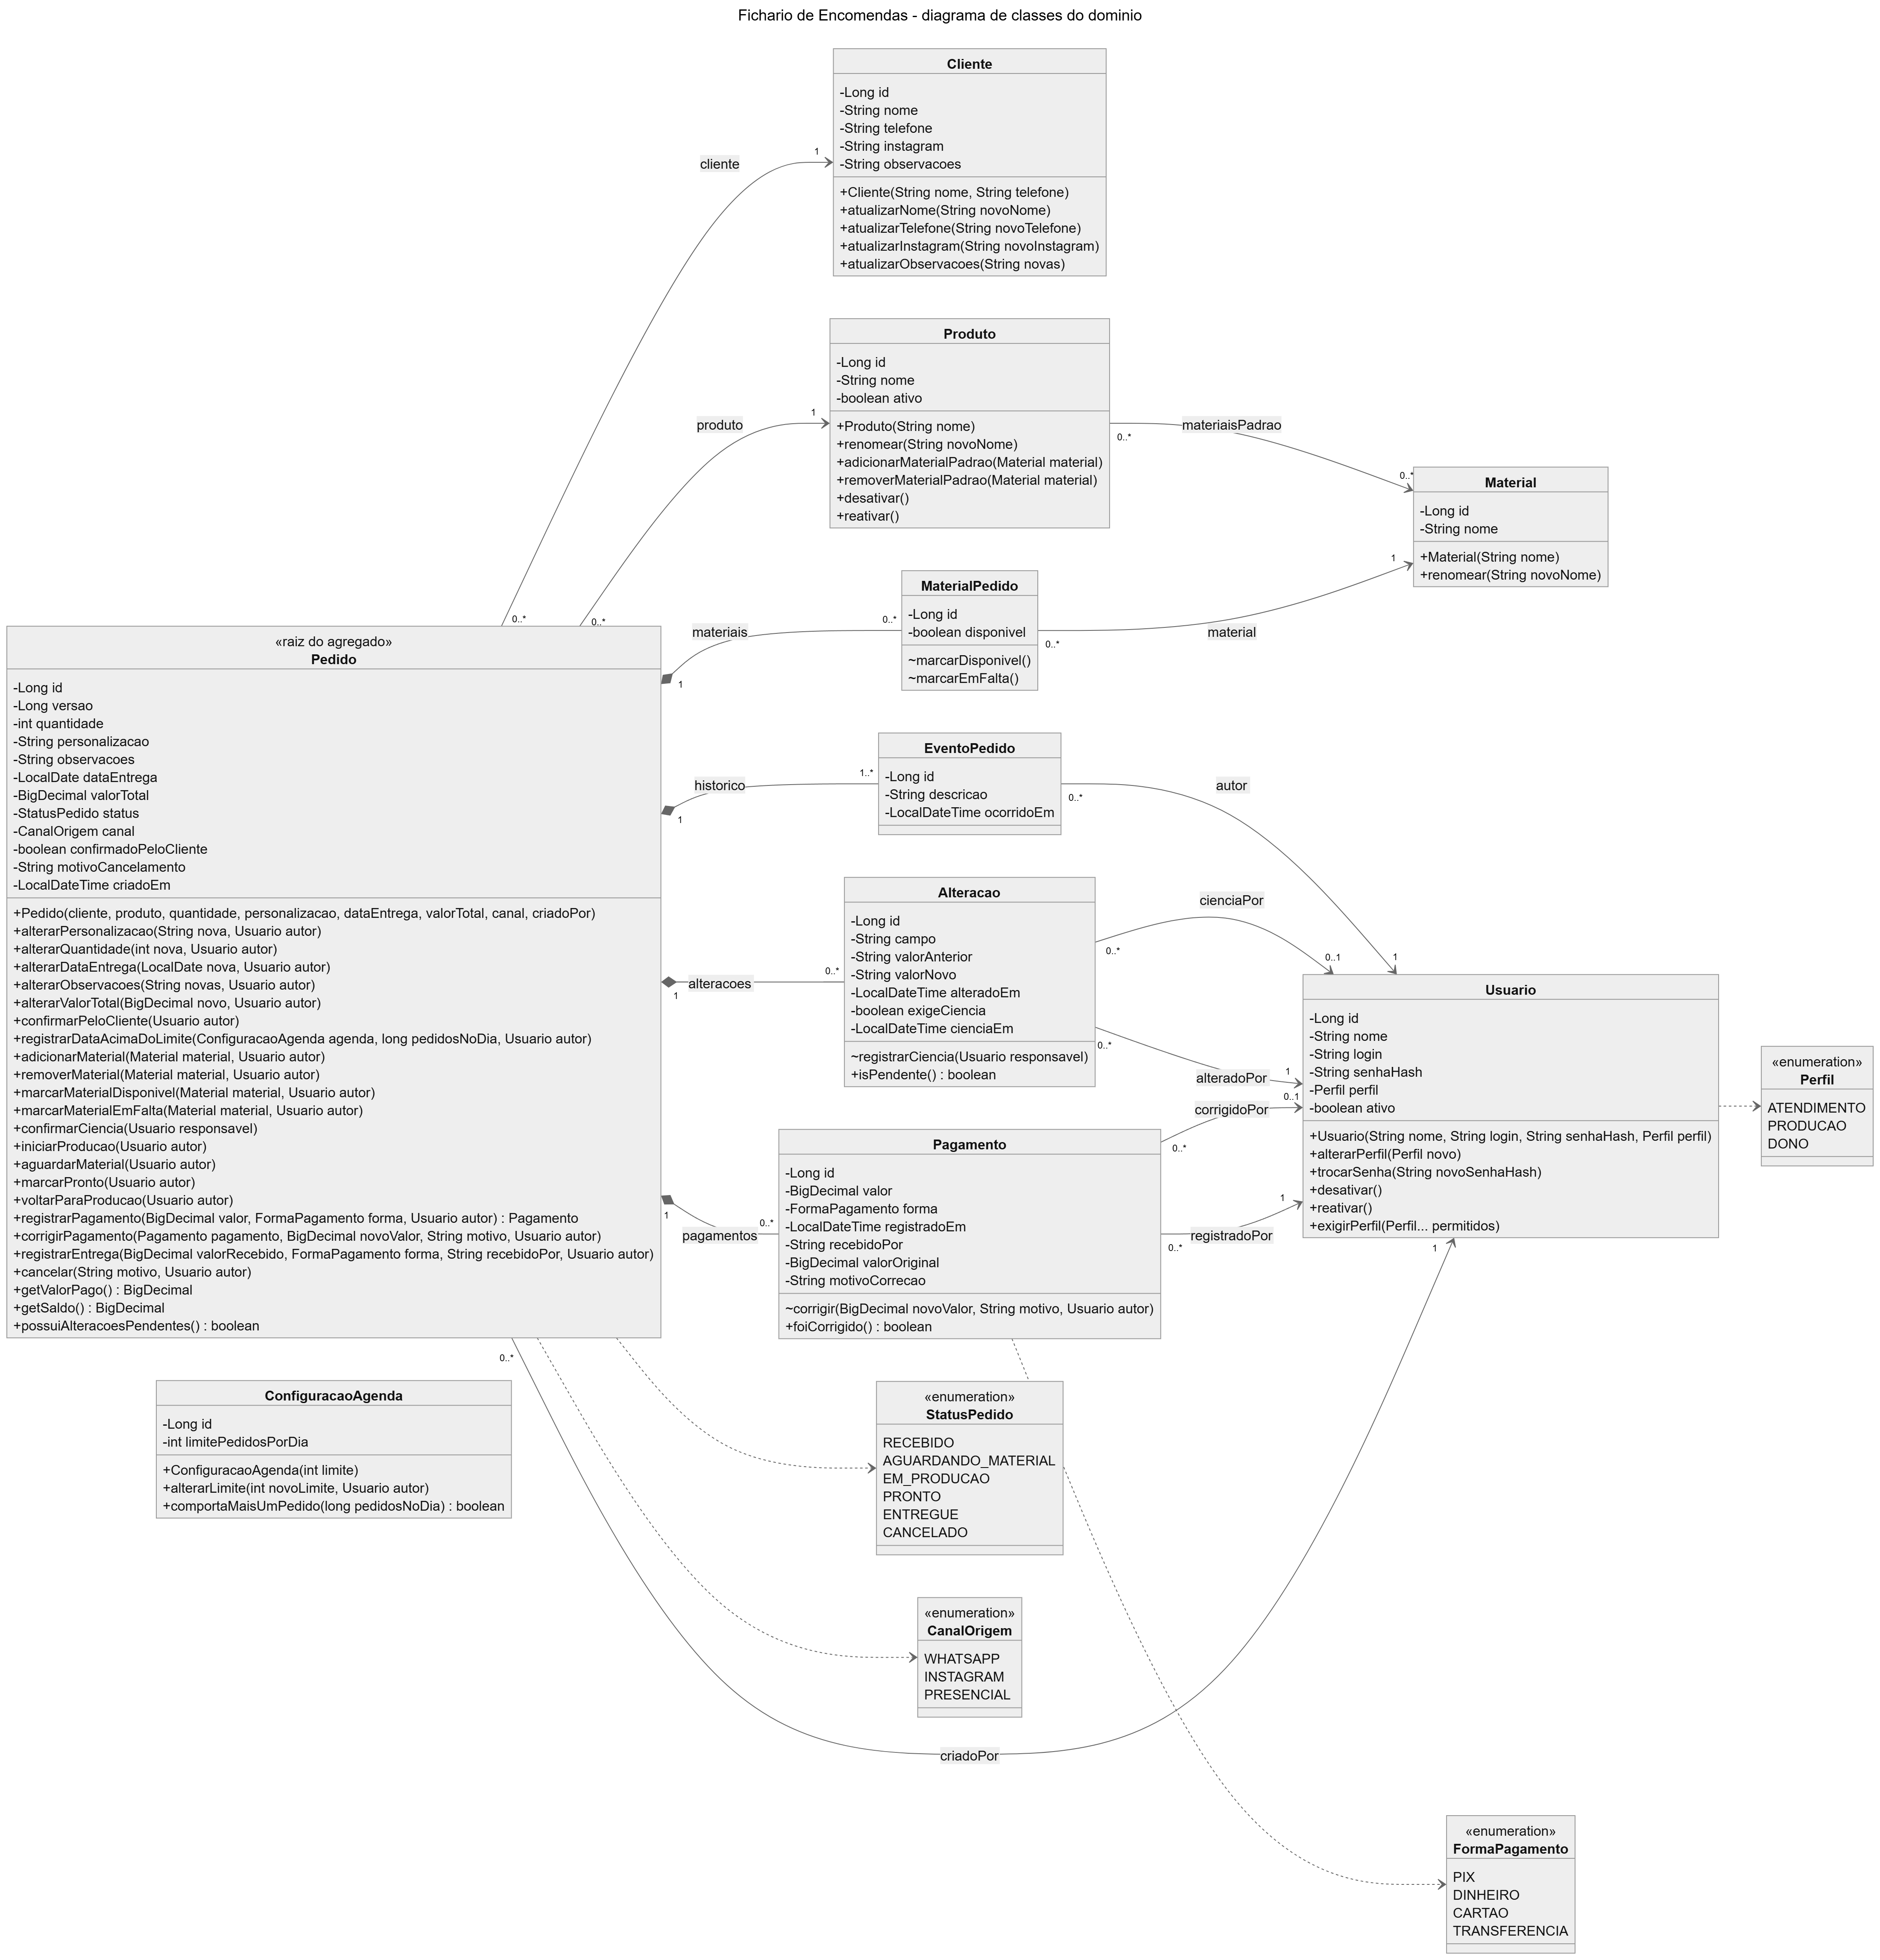 Fichario de Encomendas - diagrama de classes do dominio
Cliente
-Long id
-String nome
-String telefone
-String instagram
-String observacoes
+Cliente(String nome, String telefone)
+atualizarNome(String novoNome)
+atualizarTelefone(String novoTelefone)
+atualizarInstagram(String novoInstagram)
+atualizarObservacoes(String novas)
cliente
1
0..*
Produto
-Long id
-String nome
-boolean ativo
+Produto(String nome)
+renomear(String novoNome)
+adicionarMaterialPadrao(Material material)
+removerMaterialPadrao(Material material)
+desativar()
+reativar()
produto
1
0..*
materiaisPadrao
0..*
0..*
Material
-Long id
-String nome
+Material(String nome)
+renomear(String novoNome)
MaterialPedido
-Long id
-boolean disponivel
~marcarDisponivel()
~marcarEmFalta()
materiais
0..*
1
material
0..*
1
«raiz do agregado»
Pedido
-Long id
-Long versao
-int quantidade
-String personalizacao
-String observacoes
-LocalDate dataEntrega
-BigDecimal valorTotal
-StatusPedido status
-CanalOrigem canal
-boolean confirmadoPeloCliente
-String motivoCancelamento
-LocalDateTime criadoEm
+Pedido(cliente, produto, quantidade, personalizacao, dataEntrega, valorTotal, canal, criadoPor)
+alterarPersonalizacao(String nova, Usuario autor)
+alterarQuantidade(int nova, Usuario autor)
+alterarDataEntrega(LocalDate nova, Usuario autor)
+alterarObservacoes(String novas, Usuario autor)
+alterarValorTotal(BigDecimal novo, Usuario autor)
+confirmarPeloCliente(Usuario autor)
+registrarDataAcimaDoLimite(ConfiguracaoAgenda agenda, long pedidosNoDia, Usuario autor)
+adicionarMaterial(Material material, Usuario autor)
+removerMaterial(Material material, Usuario autor)
+marcarMaterialDisponivel(Material material, Usuario autor)
+marcarMaterialEmFalta(Material material, Usuario autor)
+confirmarCiencia(Usuario responsavel)
+iniciarProducao(Usuario autor)
+aguardarMaterial(Usuario autor)
+marcarPronto(Usuario autor)
+voltarParaProducao(Usuario autor)
+registrarPagamento(BigDecimal valor, FormaPagamento forma, Usuario autor) : Pagamento
+corrigirPagamento(Pagamento pagamento, BigDecimal novoValor, String motivo, Usuario autor)
+registrarEntrega(BigDecimal valorRecebido, FormaPagamento forma, String recebidoPor, Usuario autor)
+cancelar(String motivo, Usuario autor)
+getValorPago() : BigDecimal
+getSaldo() : BigDecimal
+possuiAlteracoesPendentes() : boolean
EventoPedido
-Long id
-String descricao
-LocalDateTime ocorridoEm
historico
1..*
1
autor
0..*
1
Alteracao
-Long id
-String campo
-String valorAnterior
-String valorNovo
-LocalDateTime alteradoEm
-boolean exigeCiencia
-LocalDateTime cienciaEm
~registrarCiencia(Usuario responsavel)
+isPendente() : boolean
alteracoes
0..*
1
cienciaPor
0..*
0..1
alteradoPor
0..*
1
Usuario
-Long id
-String nome
-String login
-String senhaHash
-Perfil perfil
-boolean ativo
+Usuario(String nome, String login, String senhaHash, Perfil perfil)
+alterarPerfil(Perfil novo)
+trocarSenha(String novoSenhaHash)
+desativar()
+reativar()
+exigirPerfil(Perfil... permitidos)
«enumeration»
Perfil
ATENDIMENTO
PRODUCAO
DONO
Pagamento
-Long id
-BigDecimal valor
-FormaPagamento forma
-LocalDateTime registradoEm
-String recebidoPor
-BigDecimal valorOriginal
-String motivoCorrecao
~corrigir(BigDecimal novoValor, String motivo, Usuario autor)
+foiCorrigido() : boolean
pagamentos
0..*
1
corrigidoPor
0..*
0..1
registradoPor
0..*
1
ConfiguracaoAgenda
-Long id
-int limitePedidosPorDia
+ConfiguracaoAgenda(int limite)
+alterarLimite(int novoLimite, Usuario autor)
+comportaMaisUmPedido(long pedidosNoDia) : boolean
«enumeration»
StatusPedido
RECEBIDO
AGUARDANDO_MATERIAL
EM_PRODUCAO
PRONTO
ENTREGUE
CANCELADO
«enumeration»
CanalOrigem
WHATSAPP
INSTAGRAM
PRESENCIAL
criadoPor
0..*
1
«enumeration»
FormaPagamento
PIX
DINHEIRO
CARTAO
TRANSFERENCIA